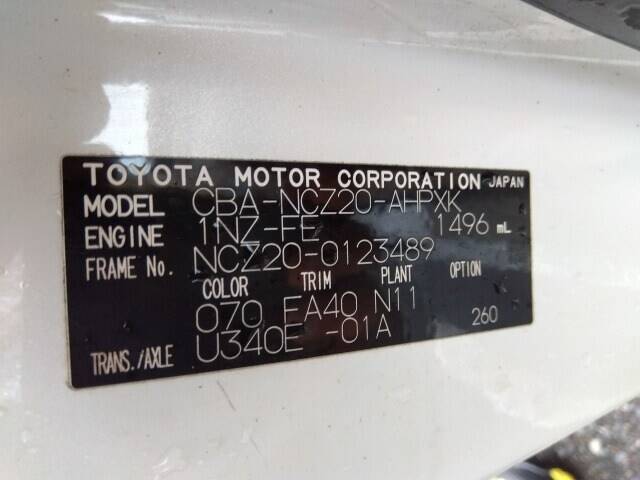 TOYOTA MOTOR CORPORATION JAPAN
MODEL CBA-NCZ20-AHPXK
ENGINE 1NZ-FE 1496 mL
FRAME No. NCZ20-0123489
COLOR TRIM PLANT OPTION
070 FA40 N11 260
TRANS./AXLE U340E -01A